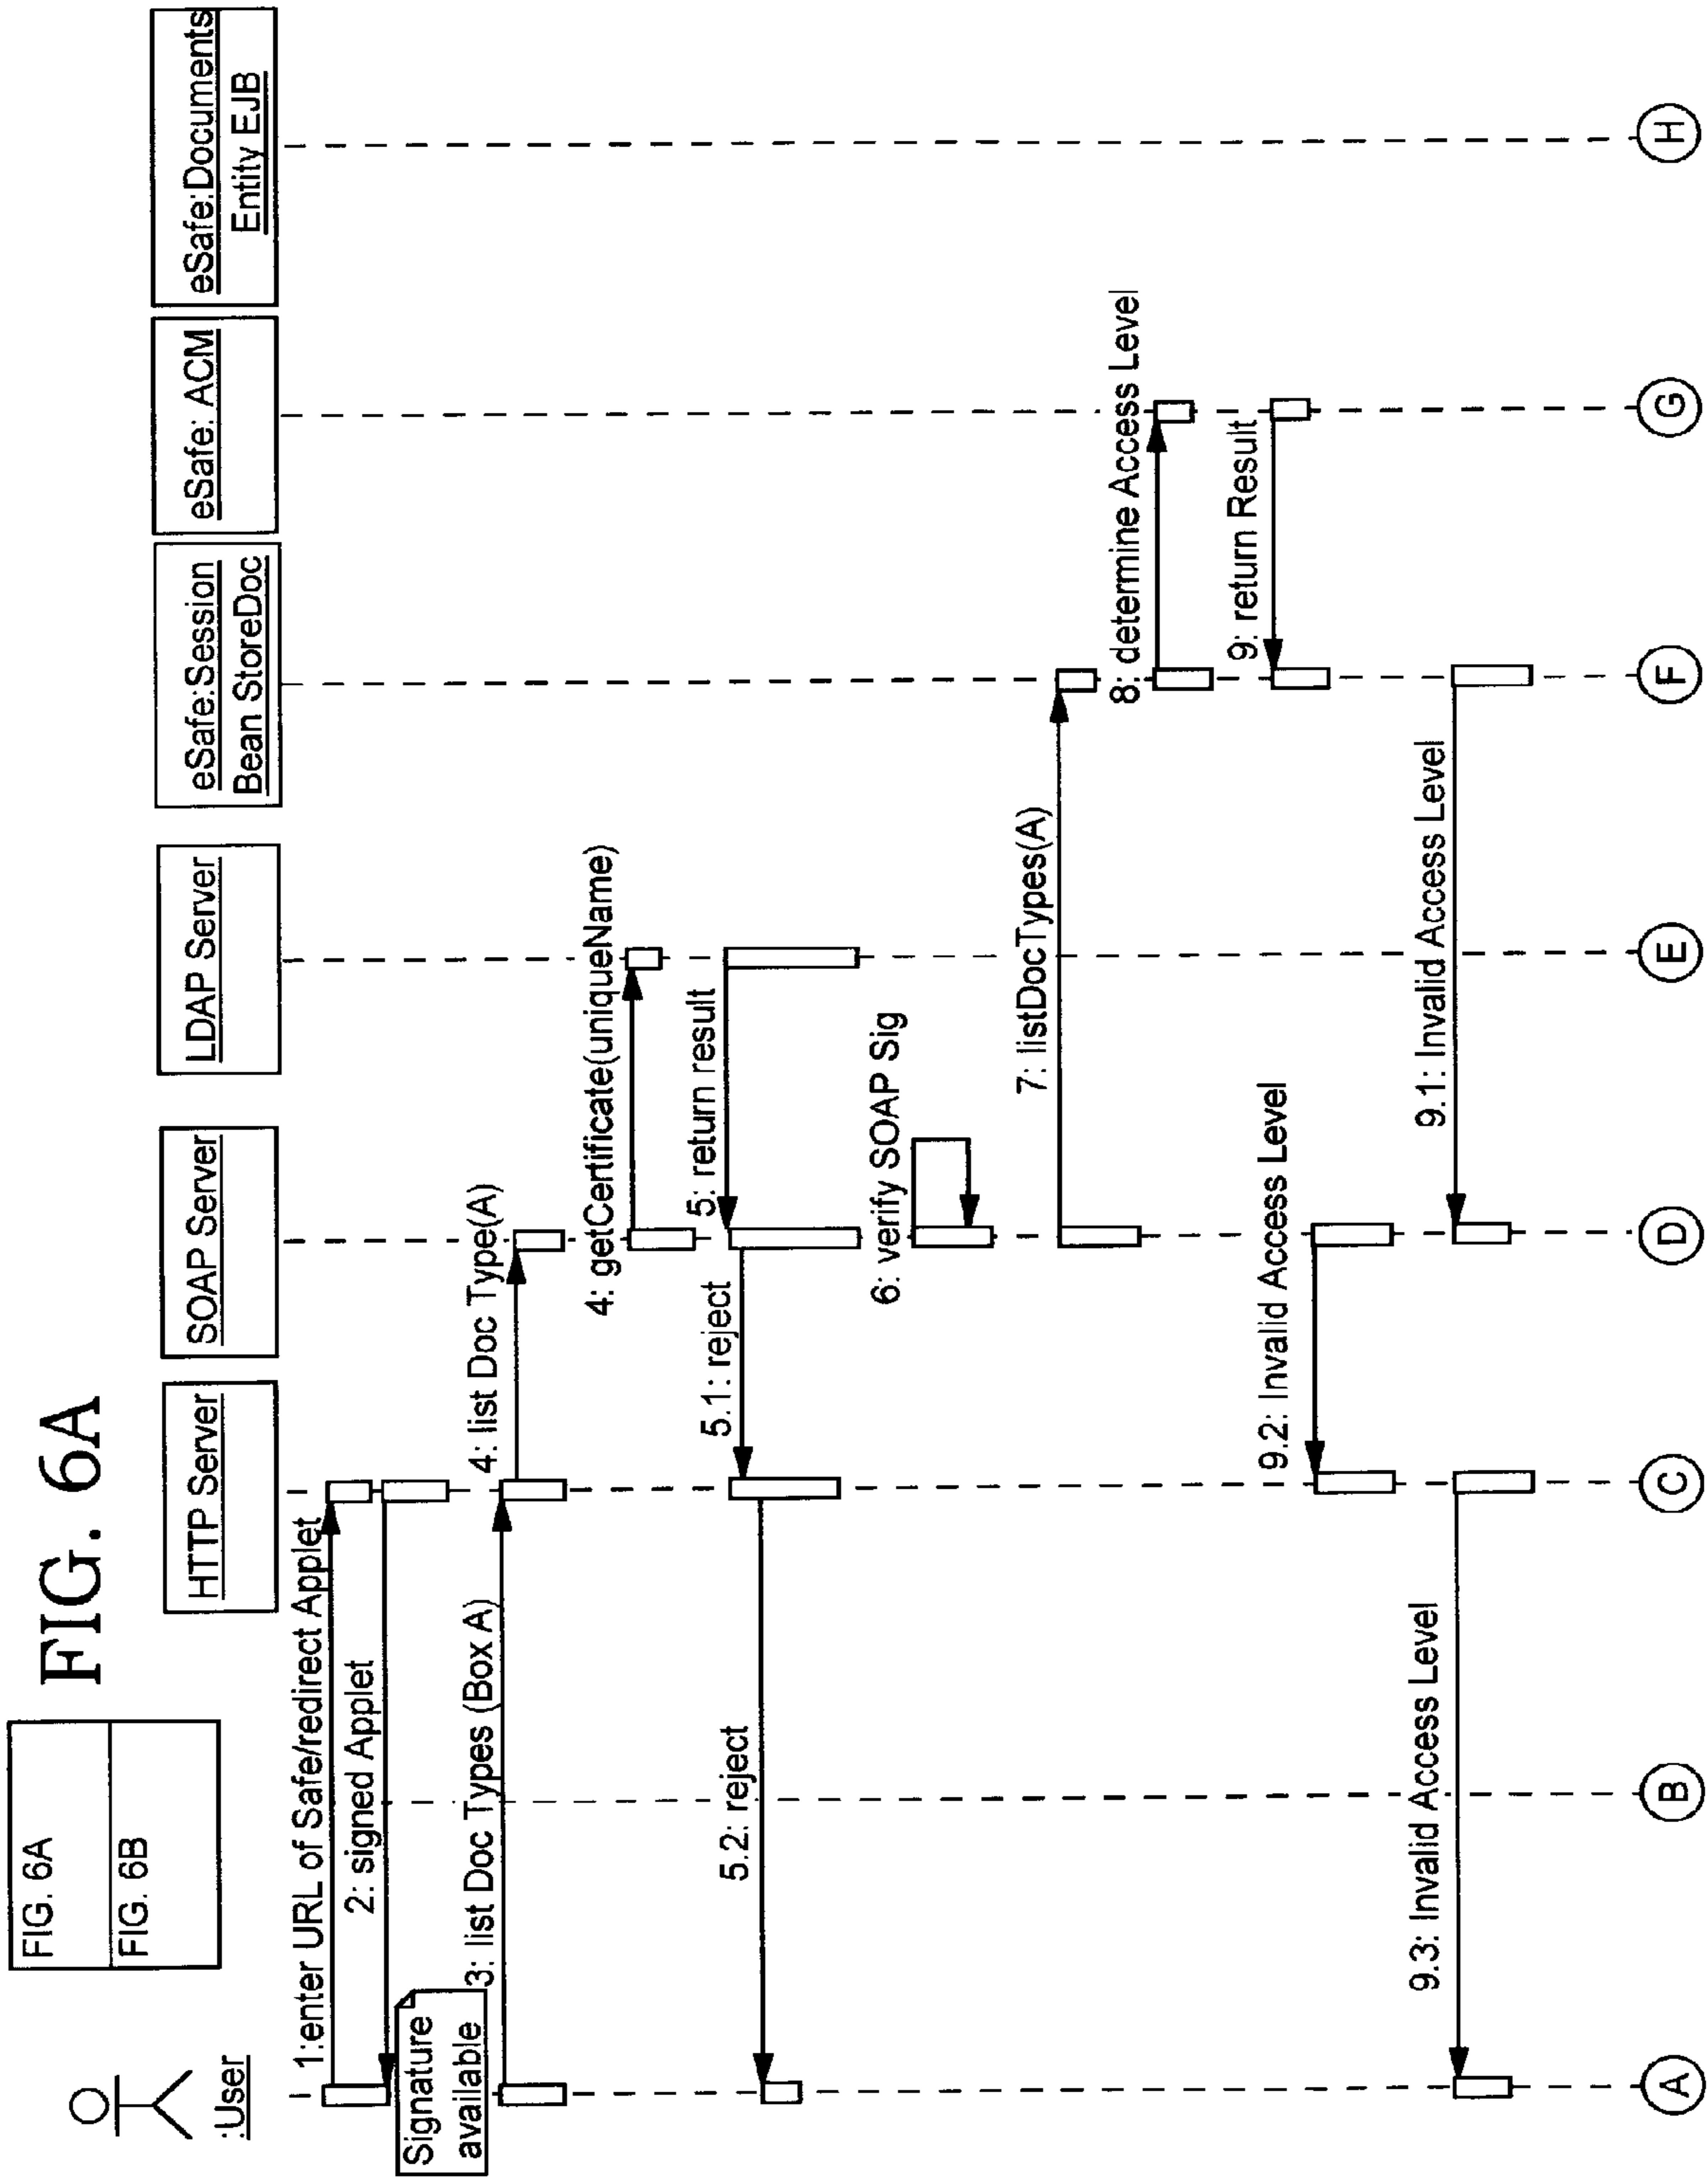 FIG. 6A
FIG. 6B
FIG. 6A
:User
HTTP Server
SOAP Server
LDAP Server
eSafe:Session
Bean StoreDoc
eSafe: ACM
eSafe:Documents
Entity EJB
1:enter URL of Safe/redirect Applet
2: signed Applet
Signature
available
3: list Doc Types (Box A)
4: list Doc Type(A)
4: getCertificate(uniqueName)
5: return result
5.1: reject
5.2: reject
6: verify SOAP Sig
7: listDocTypes(A)
8: determine Access Level
9: return Result
9.2: Invalid Access Level
9.1: Invalid Access Level
9.3: Invalid Access Level
A
B
C
D
E
F
G
H